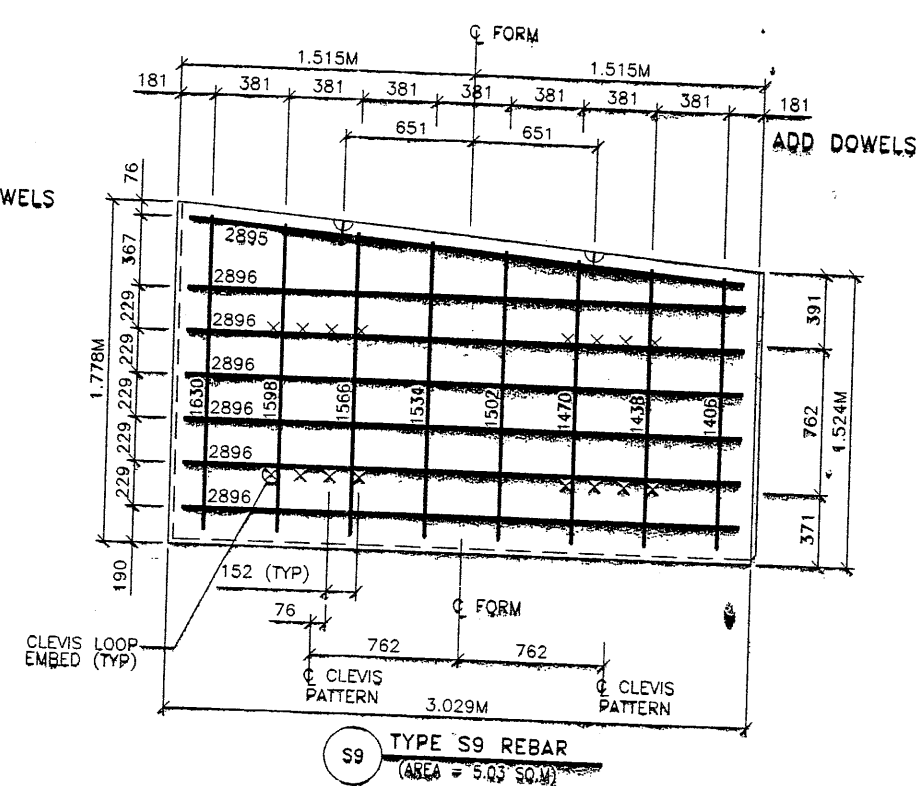 ℄ FORM
1.515M
1.515M
181
381
381
381
381
381
381
381
181
651
651
ADD DOWELS
WELS
76
367
229
229
229
229
229
190
1.778M
2895
2896
2896
2896
2896
2896
2896
1630
1598
1566
1534
1502
1470
1438
1406
391
762
371
1.524M
152 (TYP)
76
℄ FORM
CLEVIS LOOP
EMBED (TYP)
762
762
℄ CLEVIS
PATTERN
℄ CLEVIS
PATTERN
3.029M
S9
TYPE S9 REBAR
(AREA = 5.03 SQ.M)